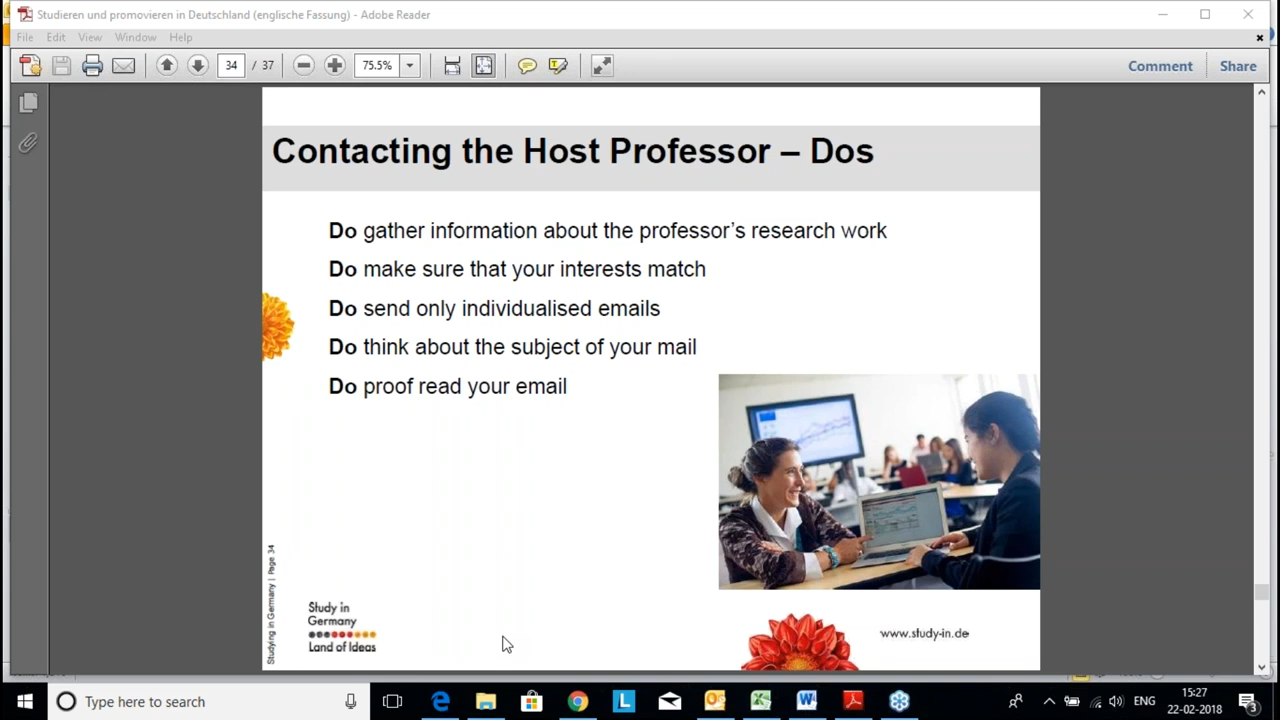 Studieren und promovieren in Deutschland (englische Fassung) - Adobe Reader
File Edit View Window Help
34 / 37 75.5% Comment Share
Contacting the Host Professor – Dos
Do gather information about the professor's research work
Do make sure that your interests match
Do send only individualised emails
Do think about the subject of your mail
Do proof read your email
Studying in Germany | Page 34
Study in
Germany
Land of Ideas
www.study-in.de
Type here to search
ENG
15:27
22-02-2018
3